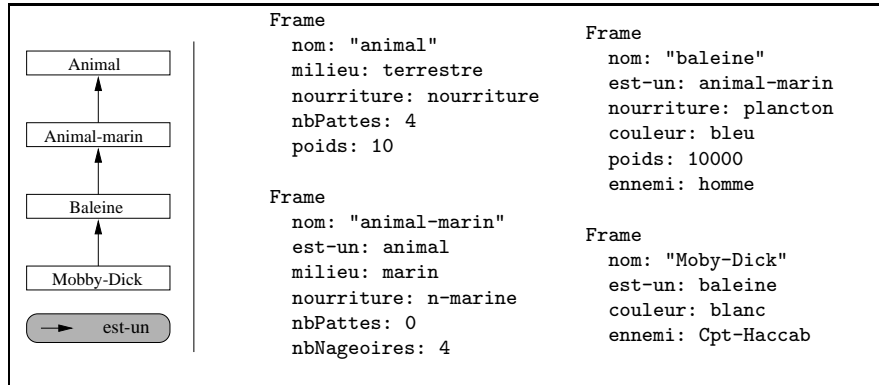 Animal
Animal-marin
Baleine
Mobby-Dick
est-un
Frame
nom: "animal"
milieu: terrestre
nourriture: nourriture
nbPattes: 4
poids: 10
Frame
nom: "animal-marin"
est-un: animal
milieu: marin
nourriture: n-marine
nbPattes: 0
nbNageoires: 4
Frame
nom: "baleine"
est-un: animal-marin
nourriture: plancton
couleur: bleu
poids: 10000
ennemi: homme
Frame
nom: "Moby-Dick"
est-un: baleine
couleur: blanc
ennemi: Cpt-Haccab